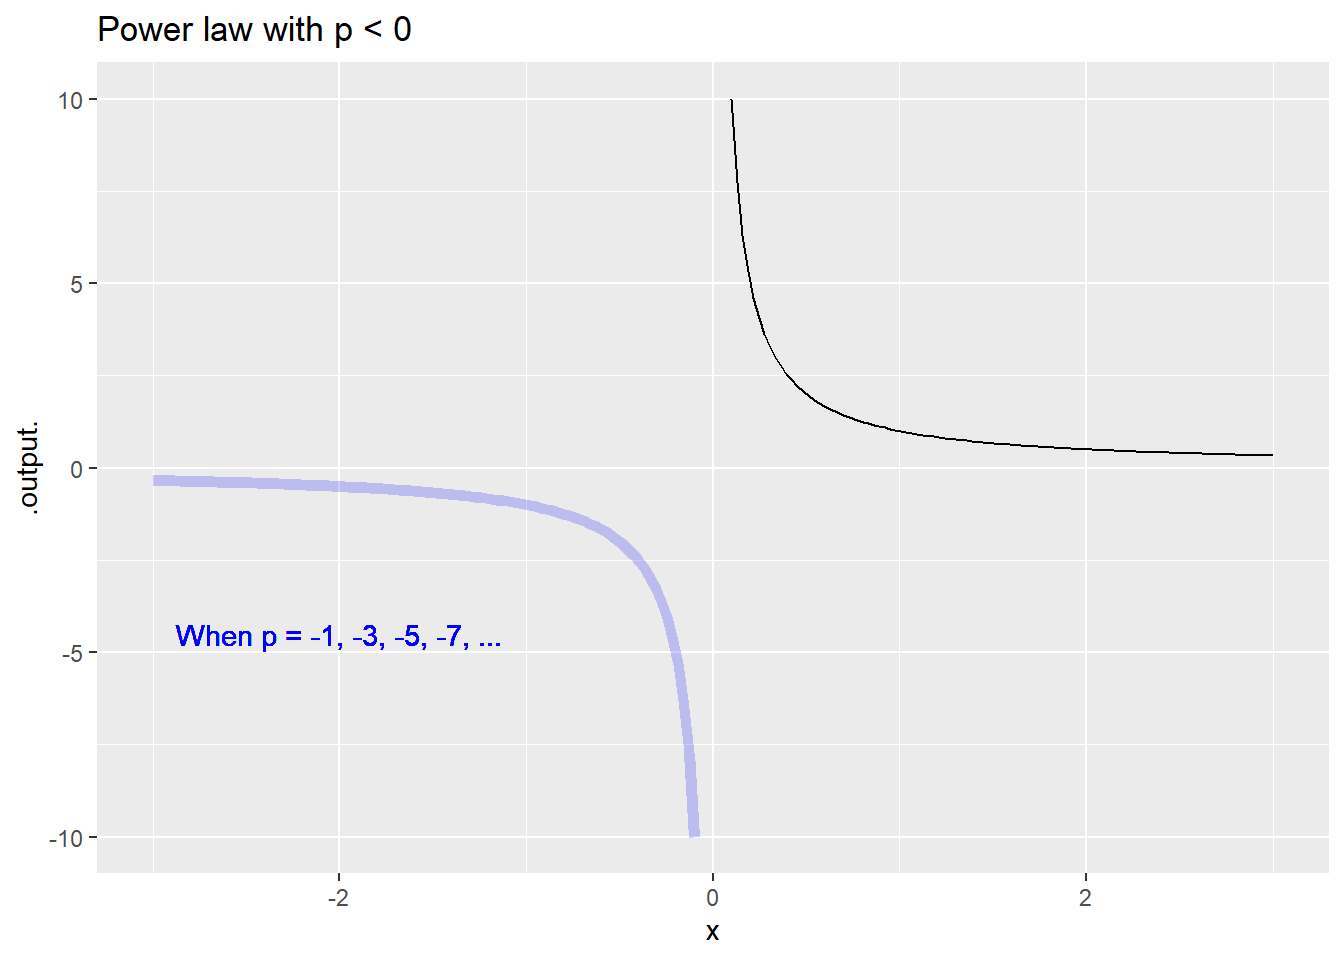 Power law with p < 0
10
5
0
-5
-10
.output.
When p = -1, -3, -5, -7, ...
-2
0
2
x